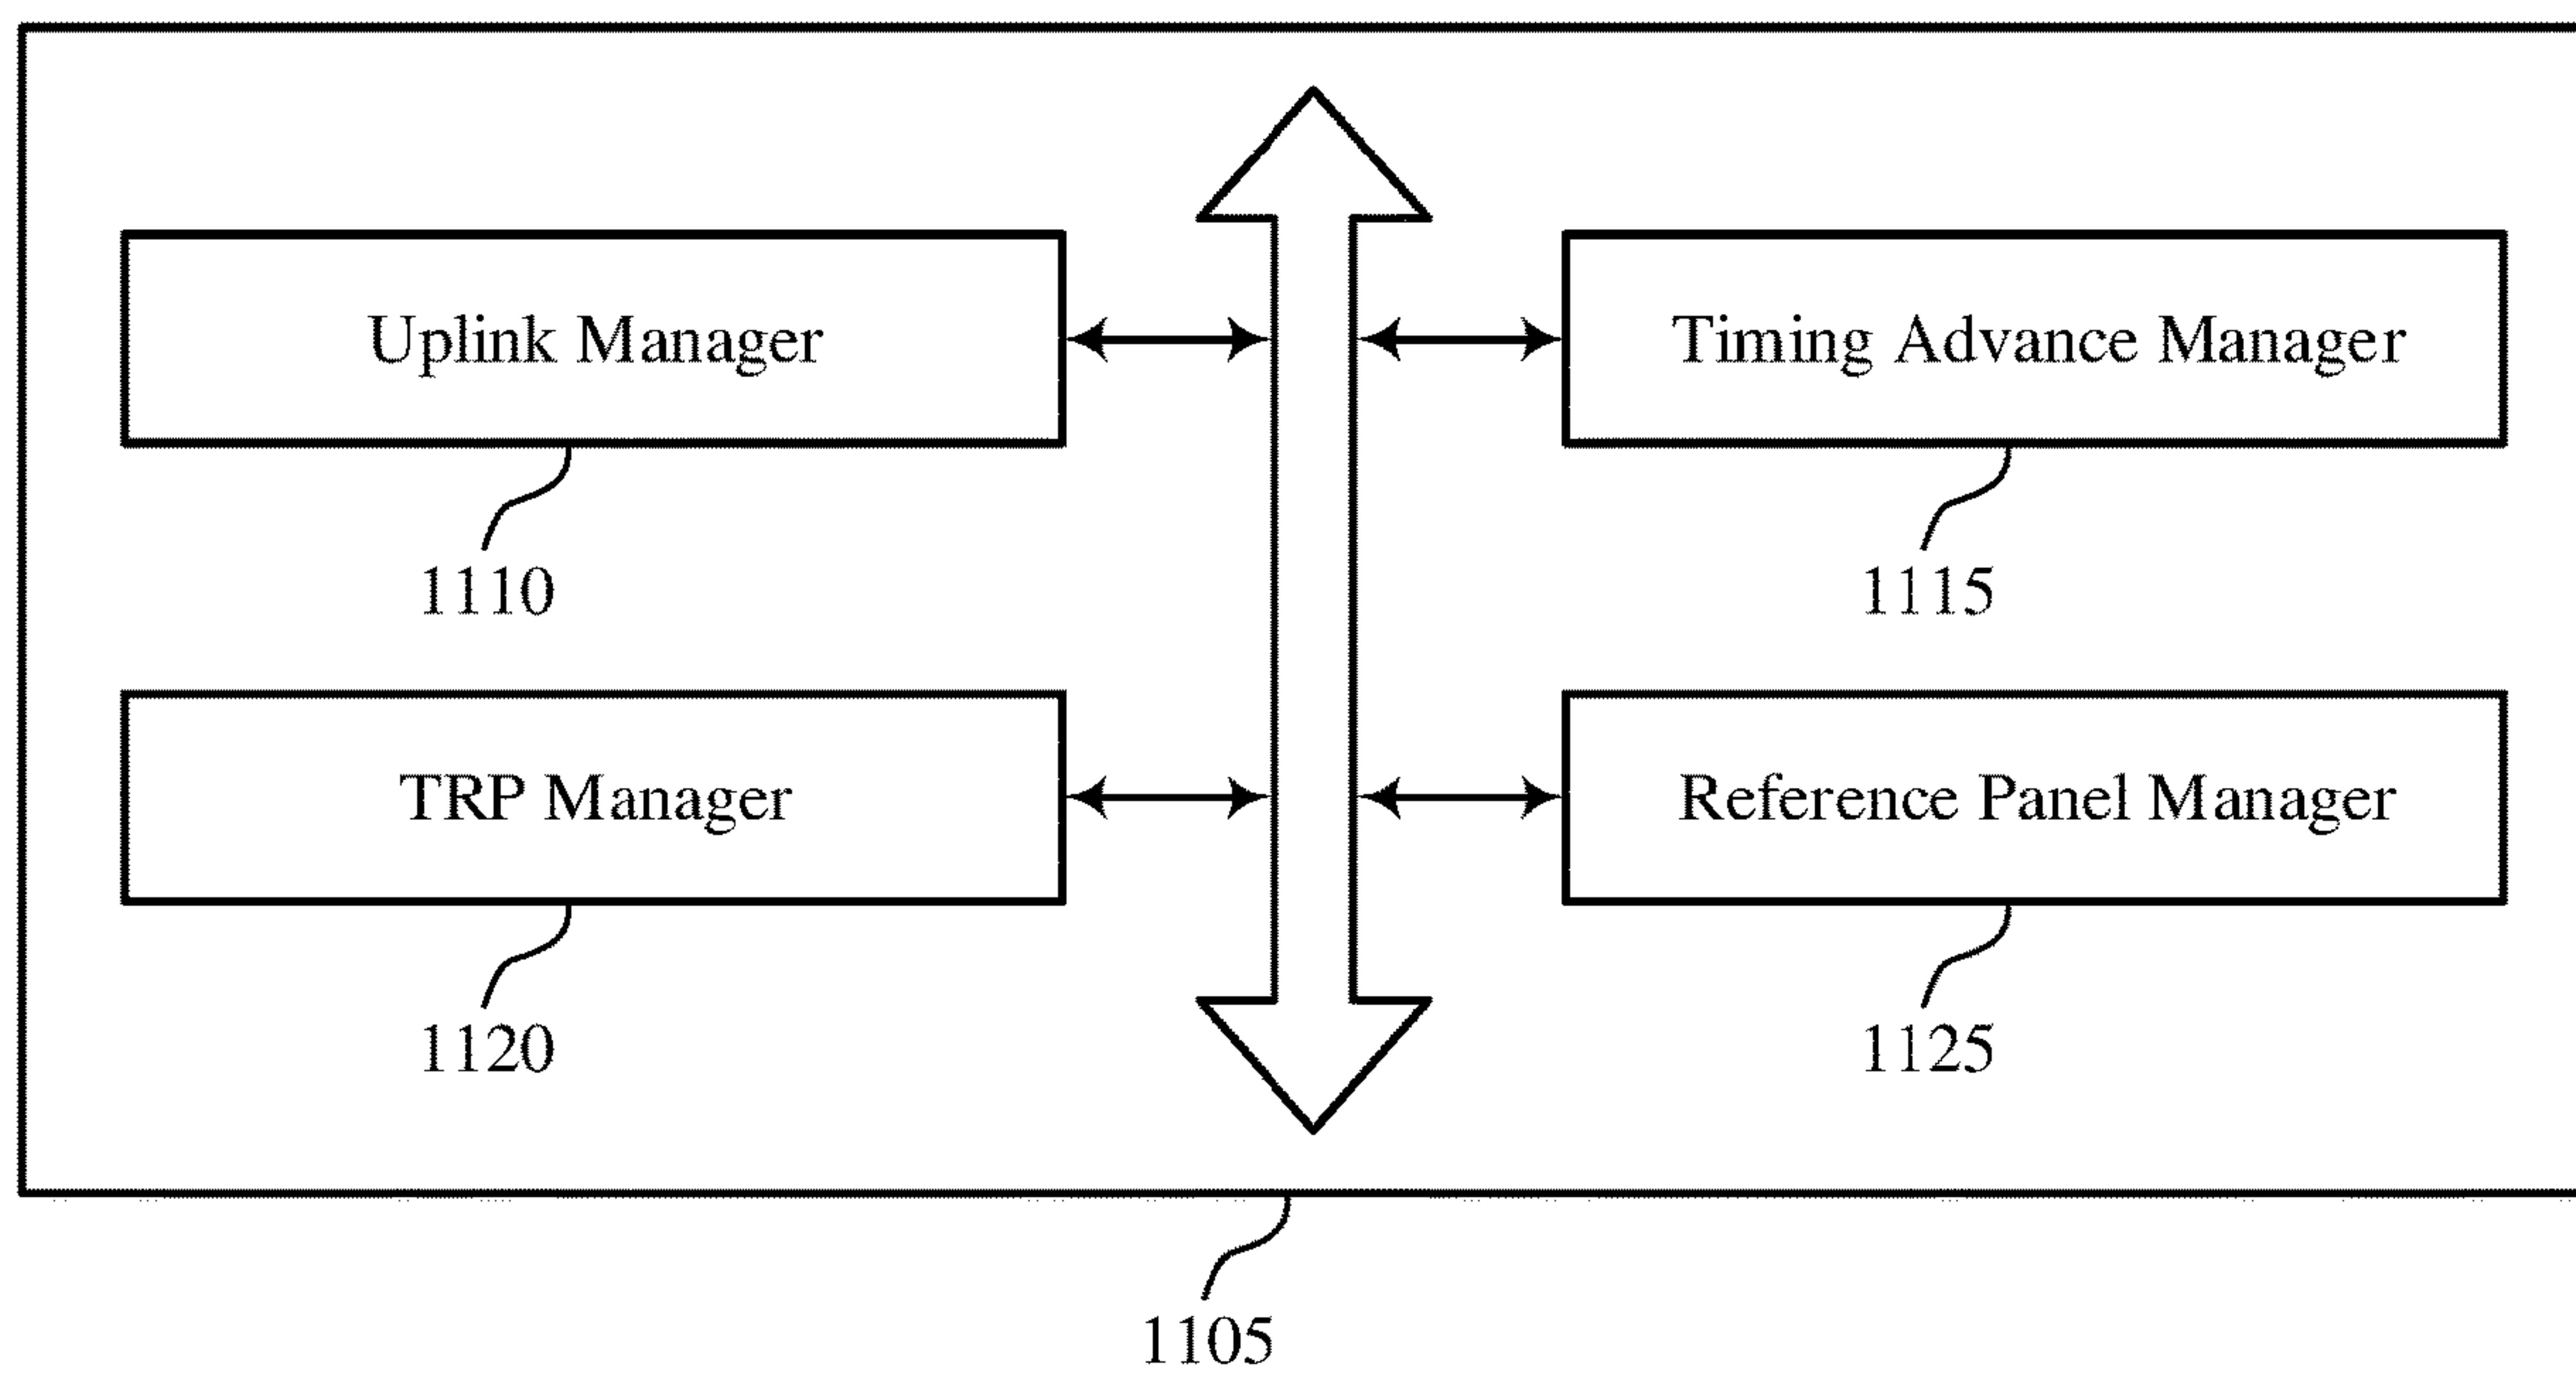 Uplink Manager
Timing Advance Manager
1110
1115
TRP Manager
Reference Panel Manager
1120
1125
1105